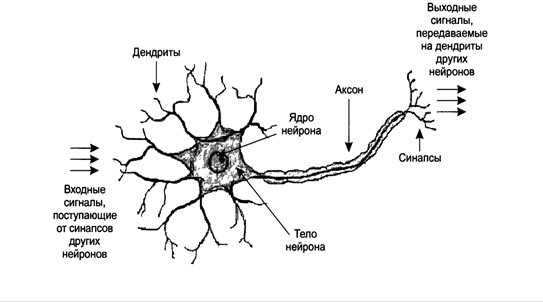 Выходные
сигналы,
передаваемые
на дендриты
других
нейронов
Дендриты
Аксон
Ядро
нейрона
Синапсы
Входные
сигналы,
поступающие
от синапсов
других
нейронов
Тело
нейрона